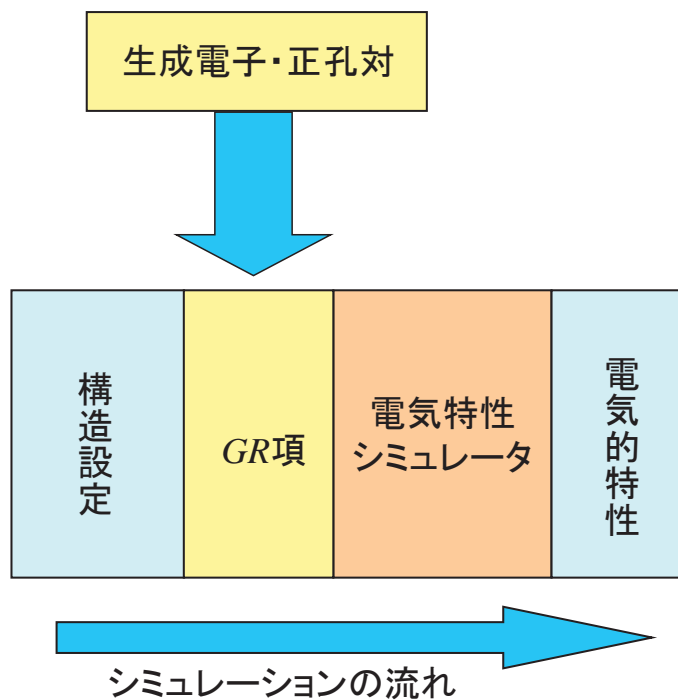 生成電子・正孔対
構造設定
GR項
電気特性
シミュレータ
電気的特性
シミュレーションの流れ